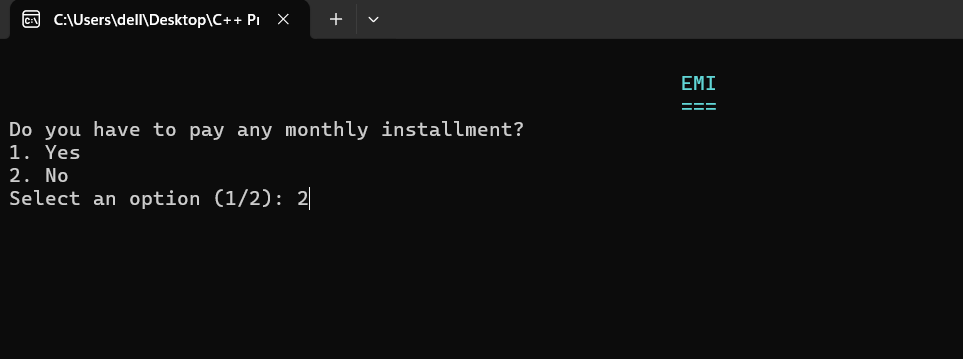 C:\Users\dell\Desktop\C++ Pr
EMI
===
Do you have to pay any monthly installment?
1. Yes
2. No
Select an option (1/2): 2